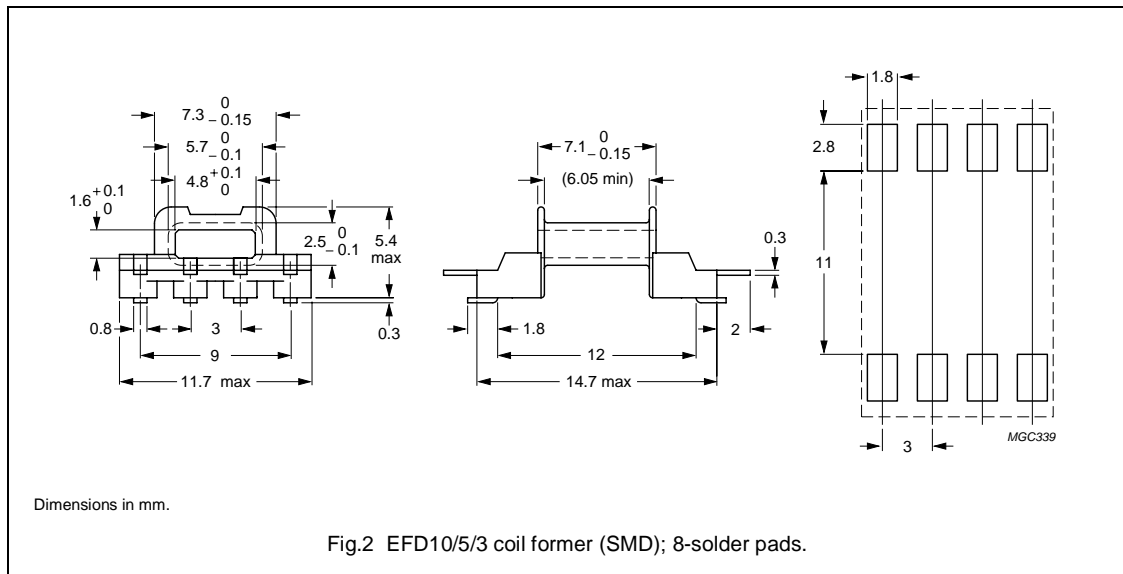 7.3 0 – 0.15
5.7 0 – 0.1
4.8 +0.1 0
1.6 +0.1 0
2.5 0 – 0.1
5.4 max
0.8
3
0.3
9
11.7 max
7.1 0 – 0.15
(6.05 min)
0.3
1.8
2
12
14.7 max
1.8
2.8
11
3
MGC339
Dimensions in mm.
Fig.2 EFD10/5/3 coil former (SMD); 8-solder pads.